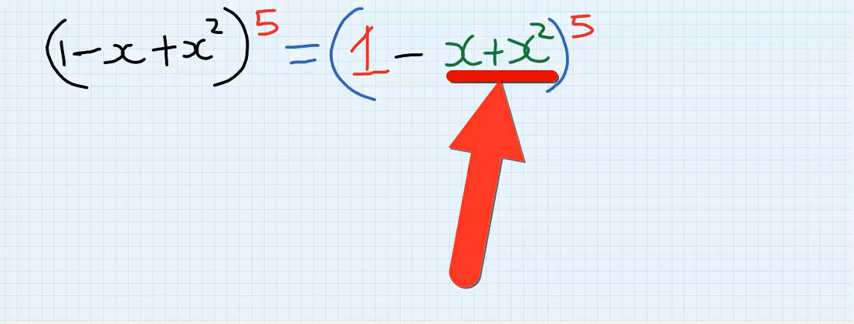 (1-x+x²)⁵ = (1 - x+x²)⁵